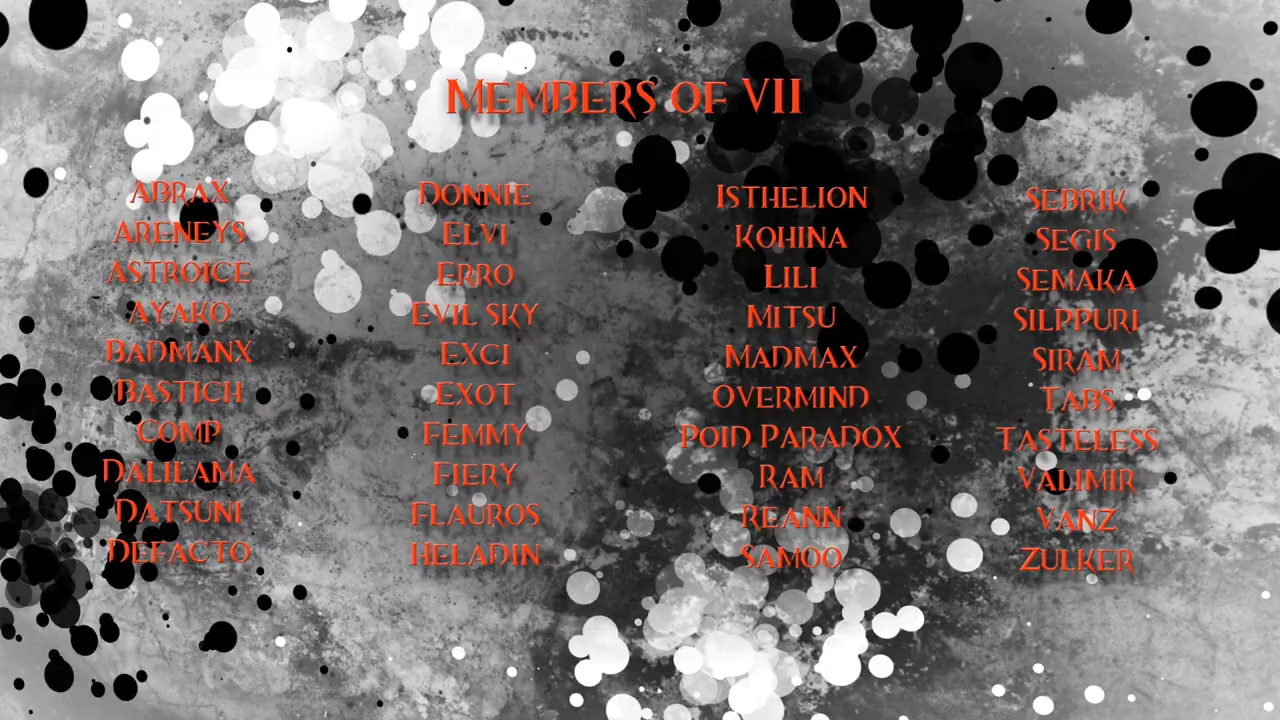 Members of VII
Abrax
Areneys
Astroice
Ayako
Badmanx
Bastich
Comp
Dalilama
Datsuni
Defacto
Donnie
Elvi
Erro
Evil Sky
Exci
Exot
Femmy
Fiery
Flauros
Heladin
Isthelion
Kohina
Lili
Mitsu
Madmax
Overmind
Poid Paradox
Ram
Reann
Samoo
Sebrik
Segis
Semaka
Silppuri
Siram
Tabs
Tasteless
Valimir
Vanz
Zulker